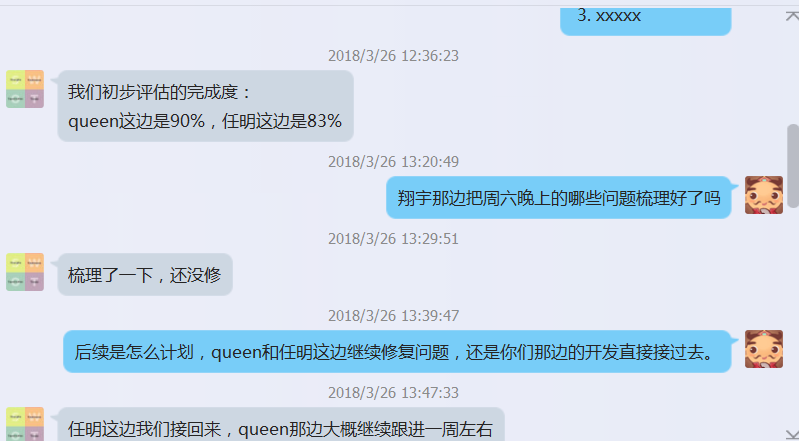 3. xxxxx
2018/3/26 12:36:23
我们初步评估的完成度：
queen这边是90%，任明这边是83%
2018/3/26 13:20:49
翔宇那边把周六晚上的哪些问题梳理好了吗
2018/3/26 13:29:51
梳理了一下，还没修
2018/3/26 13:39:47
后续是怎么计划，queen和任明这边继续修复问题，还是你们那边的开发直接接过去。
2018/3/26 13:47:33
任明这边我们接回来，queen那边大概继续跟进一周左右